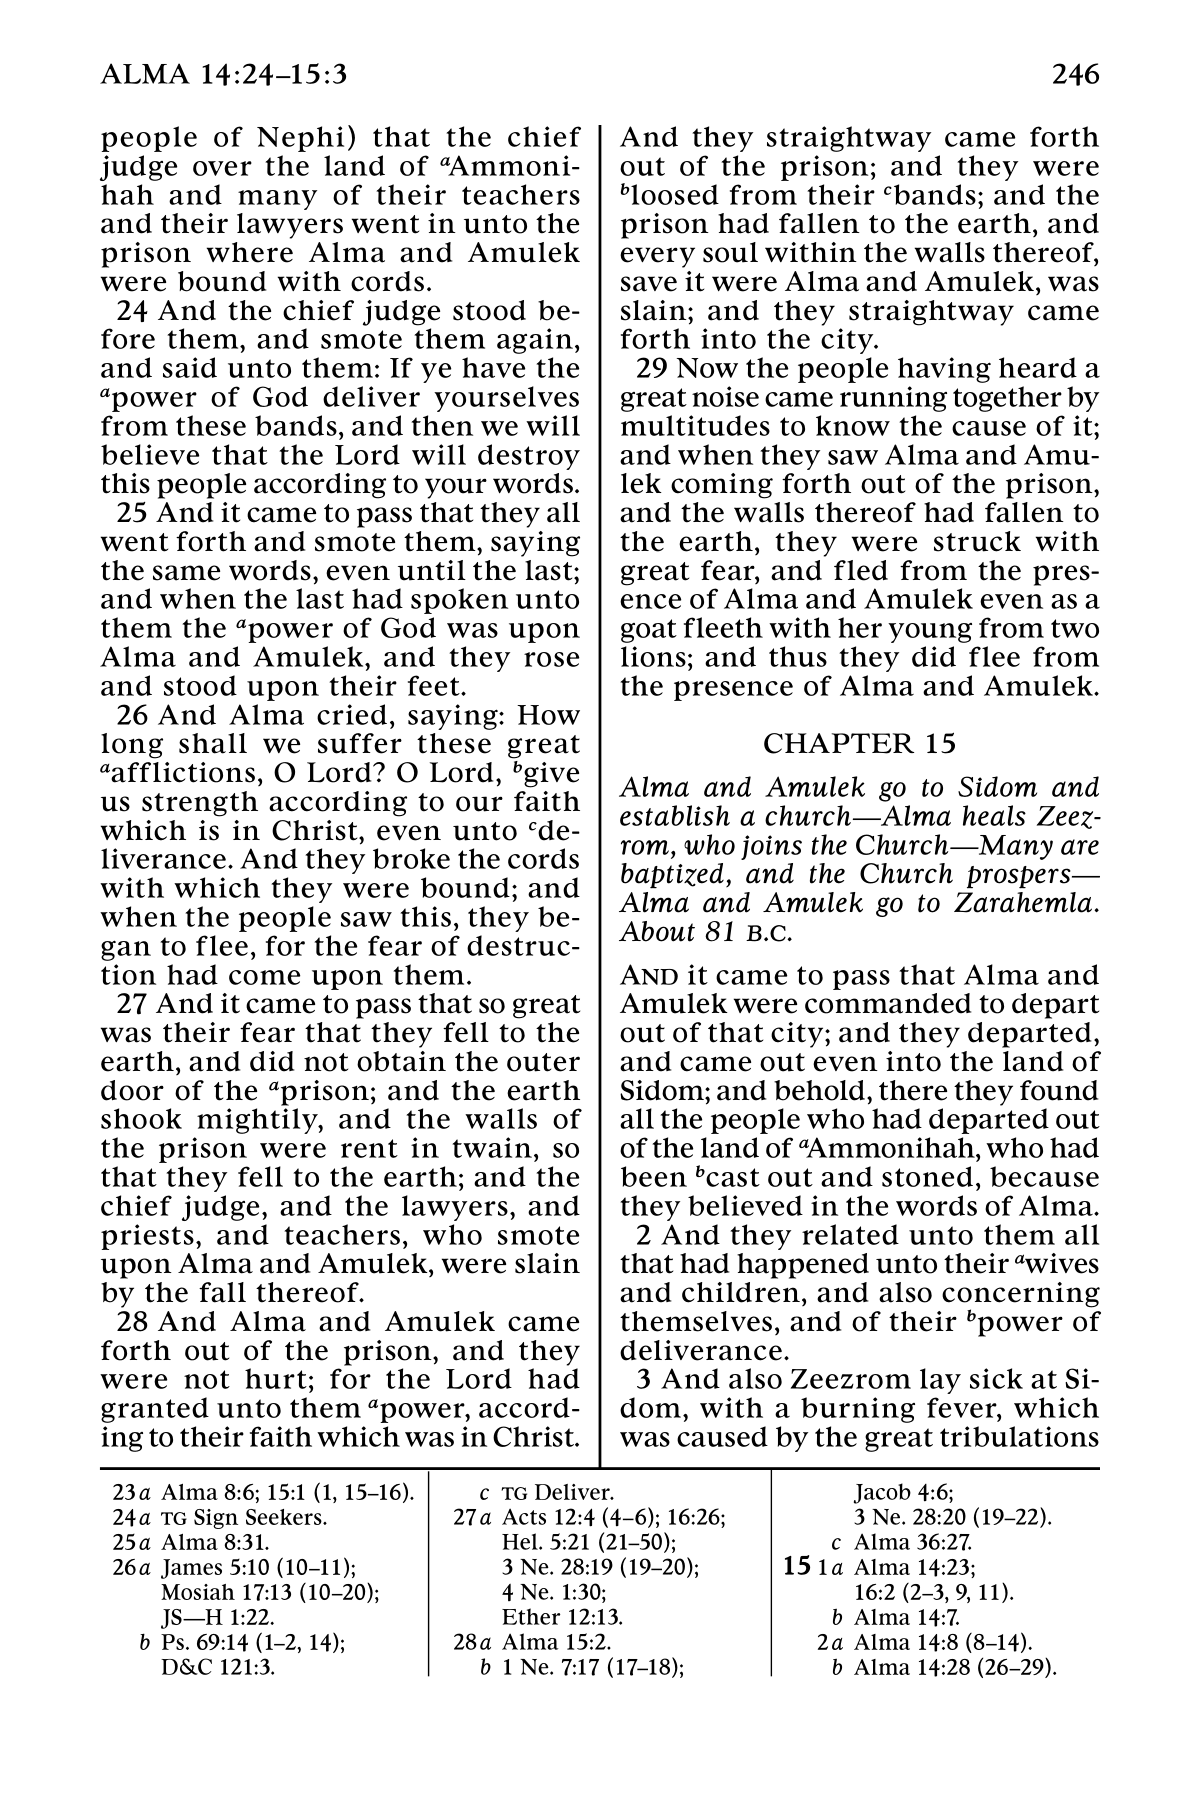 ALMA 14:24–15:3
246
people of Nephi) that the chief
judge over the land of aAmmoni-
hah and many of their teachers
and their lawyers went in unto the
prison where Alma and Amulek
were bound with cords.
24 And the chief judge stood be-
fore them, and smote them again,
and said unto them: If ye have the
apower of God deliver yourselves
from these bands, and then we will
believe that the Lord will destroy
this people according to your words.
25 And it came to pass that they all
went forth and smote them, saying
the same words, even until the last;
and when the last had spoken unto
them the apower of God was upon
Alma and Amulek, and they rose
and stood upon their feet.
26 And Alma cried, saying: How
long shall we suffer these great
aafflictions, O Lord? O Lord, bgive
us strength according to our faith
which is in Christ, even unto cde-
liverance. And they broke the cords
with which they were bound; and
when the people saw this, they be-
gan to flee, for the fear of destruc-
tion had come upon them.
27 And it came to pass that so great
was their fear that they fell to the
earth, and did not obtain the outer
door of the aprison; and the earth
shook mightily, and the walls of
the prison were rent in twain, so
that they fell to the earth; and the
chief judge, and the lawyers, and
priests, and teachers, who smote
upon Alma and Amulek, were slain
by the fall thereof.
28 And Alma and Amulek came
forth out of the prison, and they
were not hurt; for the Lord had
granted unto them apower, accord-
ing to their faith which was in Christ.
And they straightway came forth
out of the prison; and they were
bloosed from their cbands; and the
prison had fallen to the earth, and
every soul within the walls thereof,
save it were Alma and Amulek, was
slain; and they straightway came
forth into the city.
29 Now the people having heard a
great noise came running together by
multitudes to know the cause of it;
and when they saw Alma and Amu-
lek coming forth out of the prison,
and the walls thereof had fallen to
the earth, they were struck with
great fear, and fled from the pres-
ence of Alma and Amulek even as a
goat fleeth with her young from two
lions; and thus they did flee from
the presence of Alma and Amulek.
CHAPTER 15
Alma and Amulek go to Sidom and
establish a church—Alma heals Zeez-
rom, who joins the Church—Many are
baptized, and the Church prospers—
Alma and Amulek go to Zarahemla.
About 81 B.C.
AND it came to pass that Alma and
Amulek were commanded to depart
out of that city; and they departed,
and came out even into the land of
Sidom; and behold, there they found
all the people who had departed out
of the land of aAmmonihah, who had
been bcast out and stoned, because
they believed in the words of Alma.
2 And they related unto them all
that had happened unto their awives
and children, and also concerning
themselves, and of their bpower of
deliverance.
3 And also Zeezrom lay sick at Si-
dom, with a burning fever, which
was caused by the great tribulations
23a Alma 8:6; 15:1 (1, 15–16).
24a TG Sign Seekers.
25a Alma 8:31.
26a James 5:10 (10–11);
Mosiah 17:13 (10–20);
JS—H 1:22.
b Ps. 69:14 (1–2, 14);
D&C 121:3.
c TG Deliver.
27a Acts 12:4 (4–6); 16:26;
Hel. 5:21 (21–50);
3 Ne. 28:19 (19–20);
4 Ne. 1:30;
Ether 12:13.
28a Alma 15:2.
b 1 Ne. 7:17 (17–18);
Jacob 4:6;
3 Ne. 28:20 (19–22).
c Alma 36:27.
15 1a Alma 14:23;
16:2 (2–3, 9, 11).
b Alma 14:7.
2a Alma 14:8 (8–14).
b Alma 14:28 (26–29).